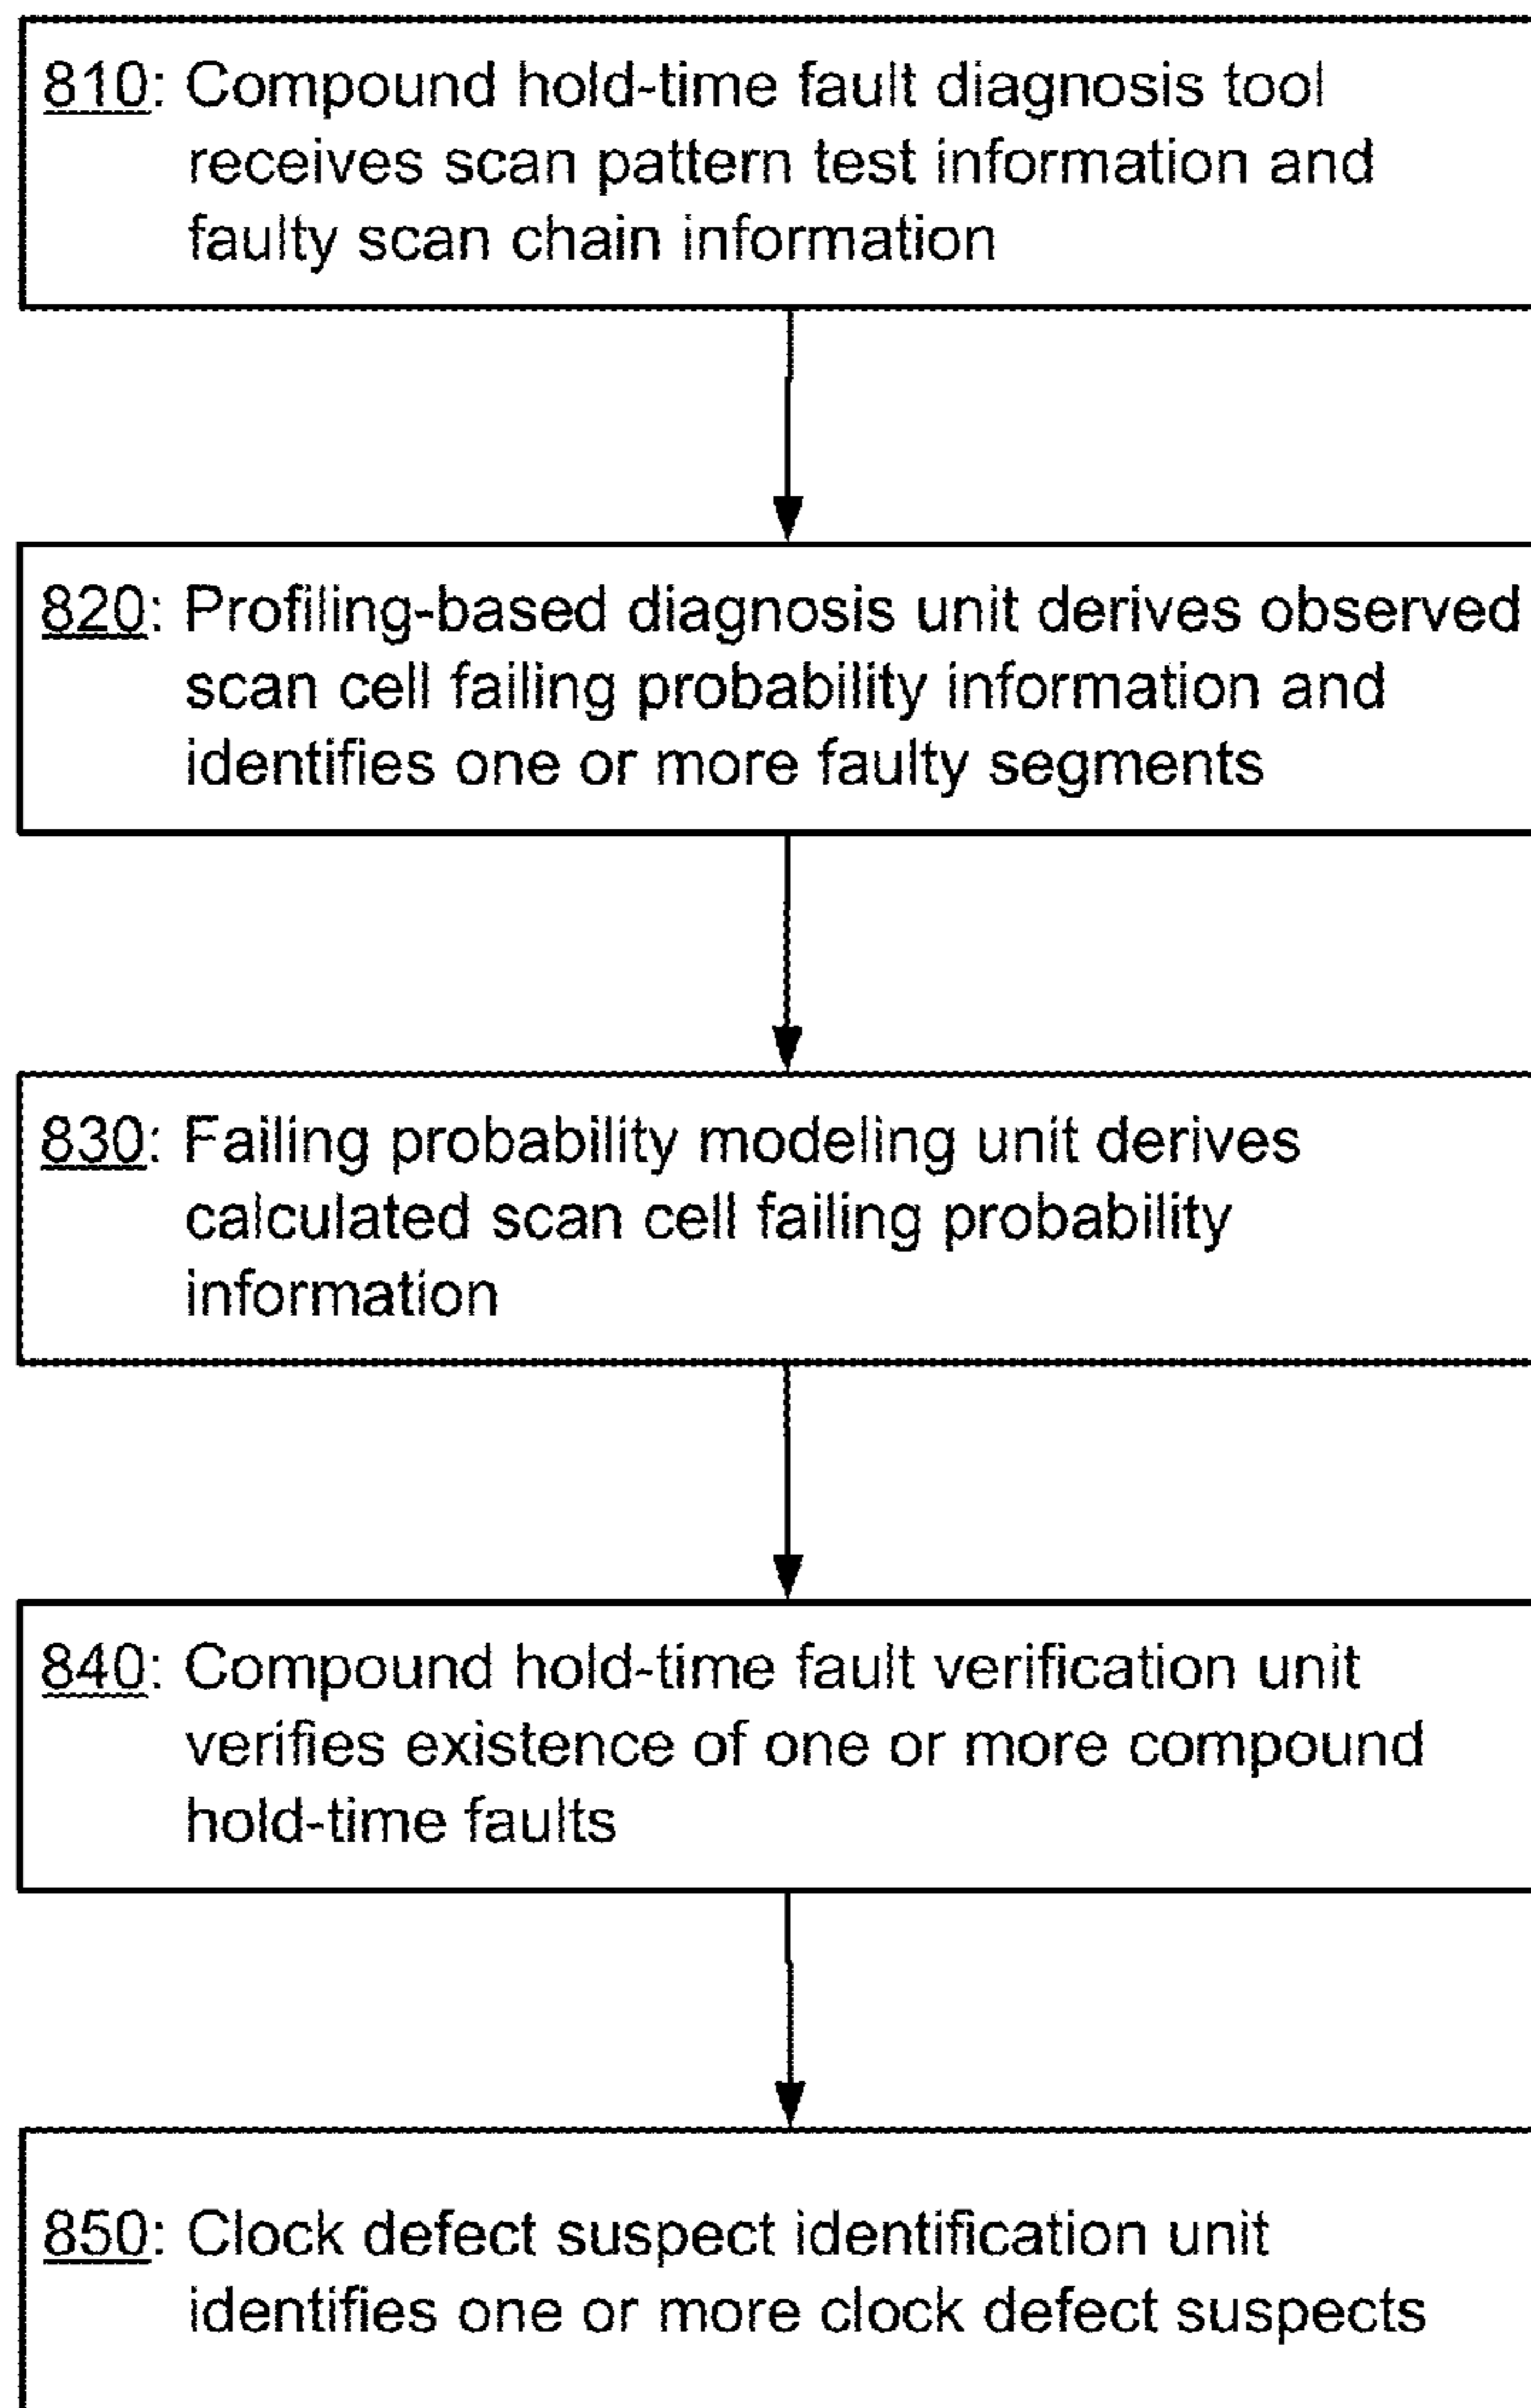 810: Compound hold-time fault diagnosis tool
receives scan pattern test information and
faulty scan chain information
820: Profiling-based diagnosis unit derives observed
scan cell failing probability information and
identifies one or more faulty segments
830: Failing probability modeling unit derives
calculated scan cell failing probability
information
840: Compound hold-time fault verification unit
verifies existence of one or more compound
hold-time faults
850: Clock defect suspect identification unit
identifies one or more clock defect suspects